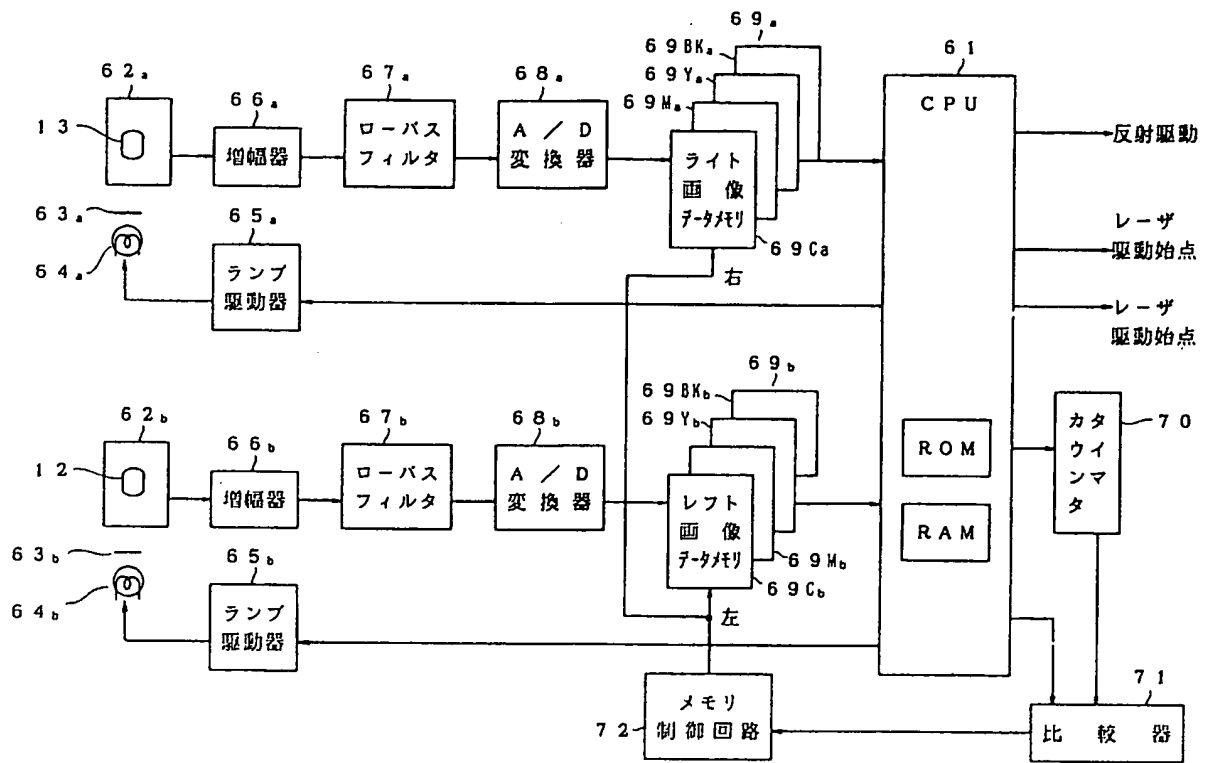 69a
69BKa
61
62a
67a
68a
69Ya
CPU
66a
69Ma
13
ローパス
フィルタ
A/D
変換器
反射駆動
増幅器
ライト
画像
データメモリ
63a
65a
レーザ
駆動始点
69Ca
64a
ランプ
駆動器
右
レーザ
駆動始点
69b
69BKb
62b
67b
68b
69Yb
カウンタ
タイマ
70
66b
12
ローパス
フィルタ
A/D
変換器
ROM
増幅器
レフト
画像
データメモリ
RAM
63b
65b
69Mb
69Cb
64b
ランプ
駆動器
左
71
メモリ
制御回路
72
比較器